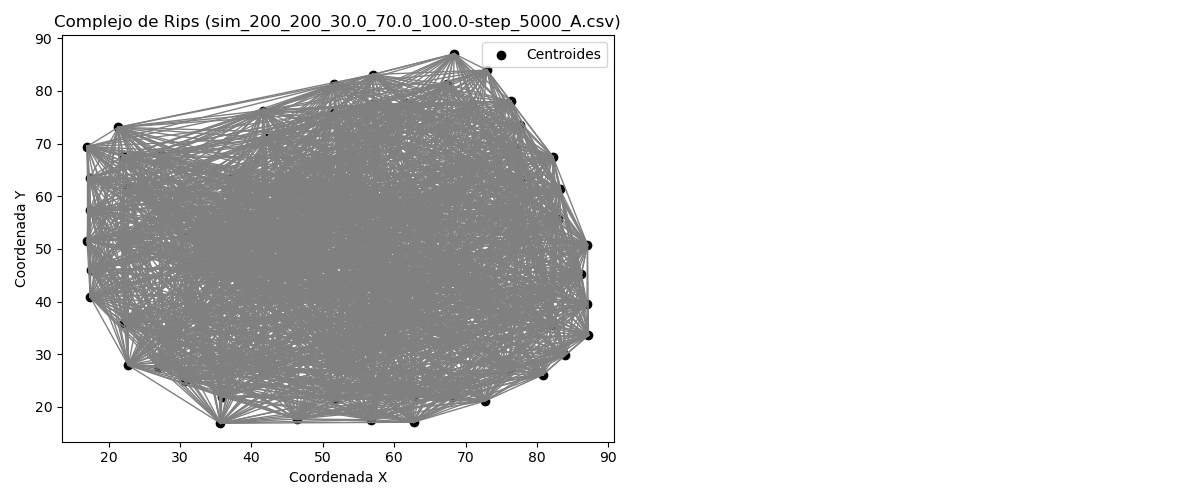 Complejo de Rips (sim_200_200_30.0_70.0_100.0-step_5000_A.csv)
Centroides
90
80
70
60
50
40
30
20
Coordenada Y
20 30 40 50 60 70 80 90
Coordenada X